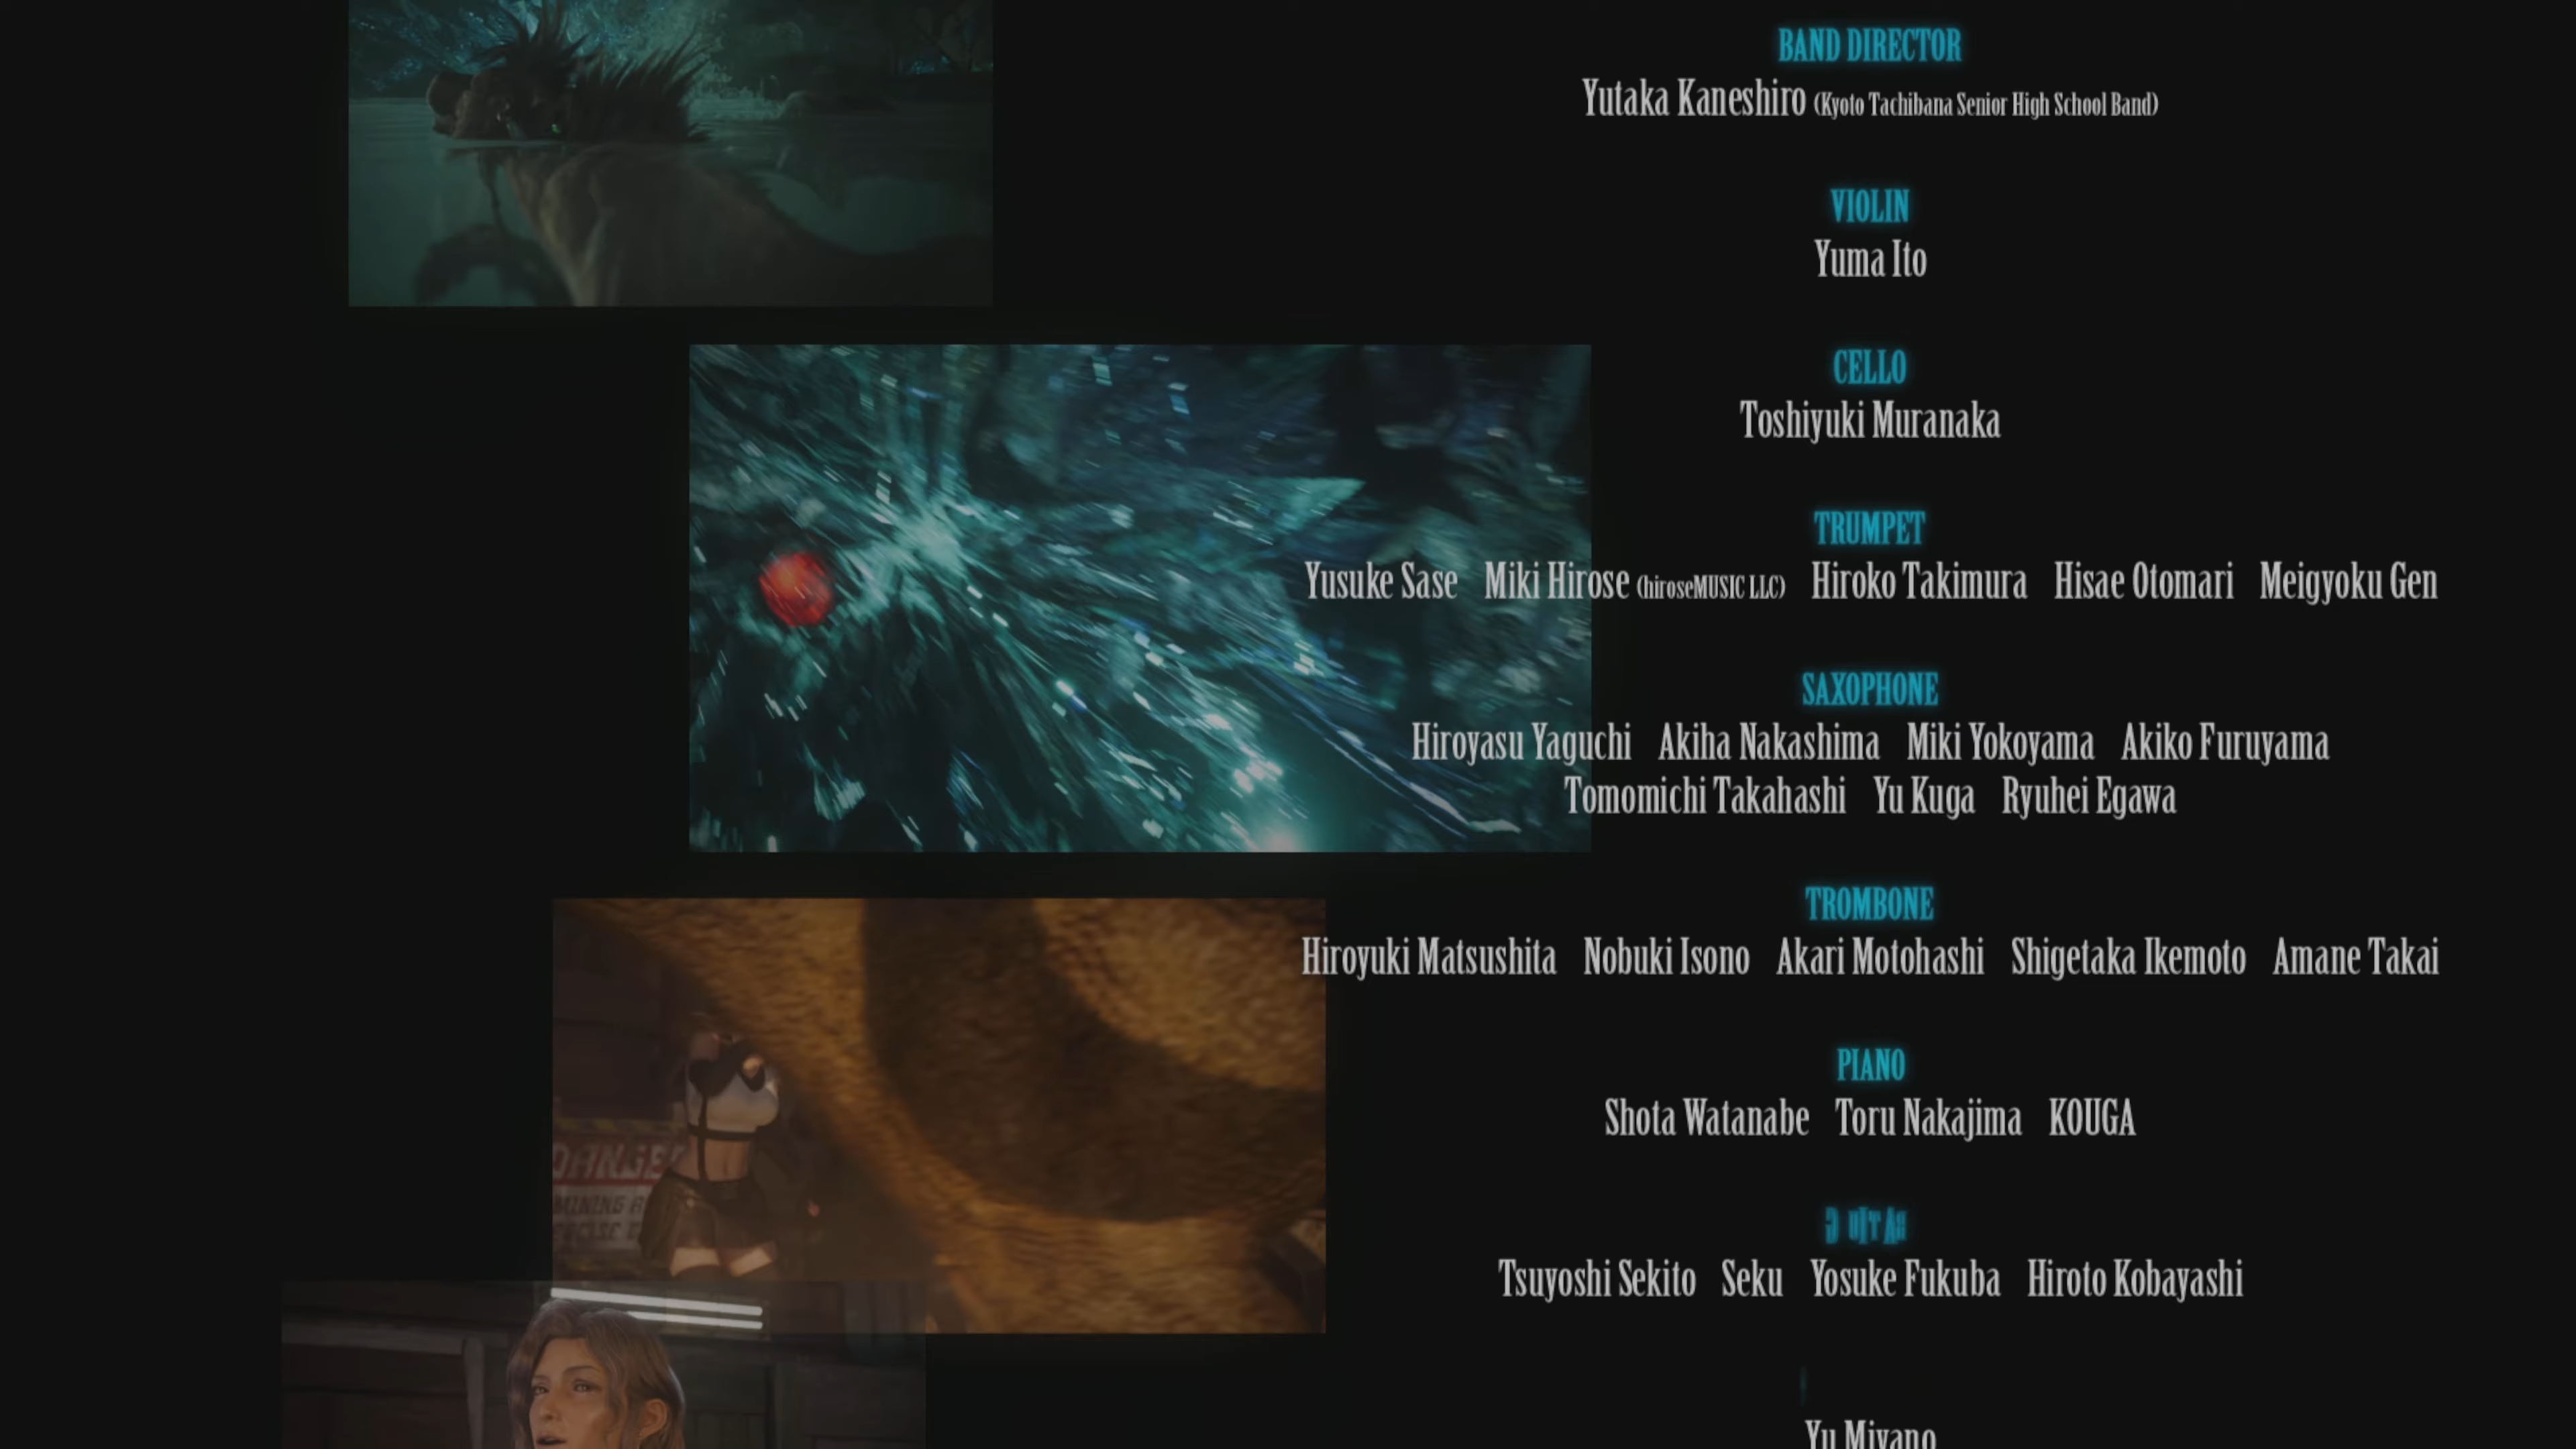 BAND DIRECTOR
Yutaka Kaneshiro (Kyoto Tachibana Senior High School Band)
VIOLIN
Yuma Ito
CELLO
Toshiyuki Muranaka
TRUMPET
Yusuke Sase Miki Hirose (hiroseMUSIC LLC) Hiroko Takimura Hisae Otomari Meigyoku Gen
SAXOPHONE
Hiroyasu Yaguchi Akiha Nakashima Miki Yokoyama Akiko Furuyama
Tomomichi Takahashi Yu Kuga Ryuhei Egawa
TROMBONE
Hiroyuki Matsushita Nobuki Isono Akari Motohashi Shigetaka Ikemoto Amane Takai
PIANO
Shota Watanabe Toru Nakajima KOUGA
GUITAR
Tsuyoshi Sekito Seku Yosuke Fukuba Hiroto Kobayashi
Yu Miyano
DANGE
MINING